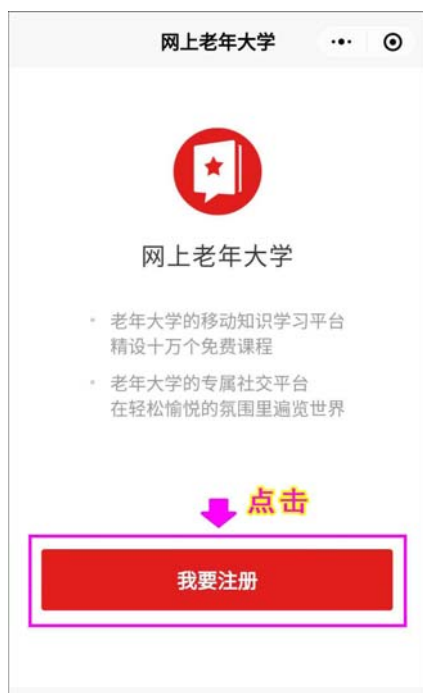 网上老年大学
网上老年大学
老年大学的移动知识学习平台
精设十万个免费课程
老年大学的专属社交平台
在轻松愉悦的氛围里遍览世界
点击
我要注册